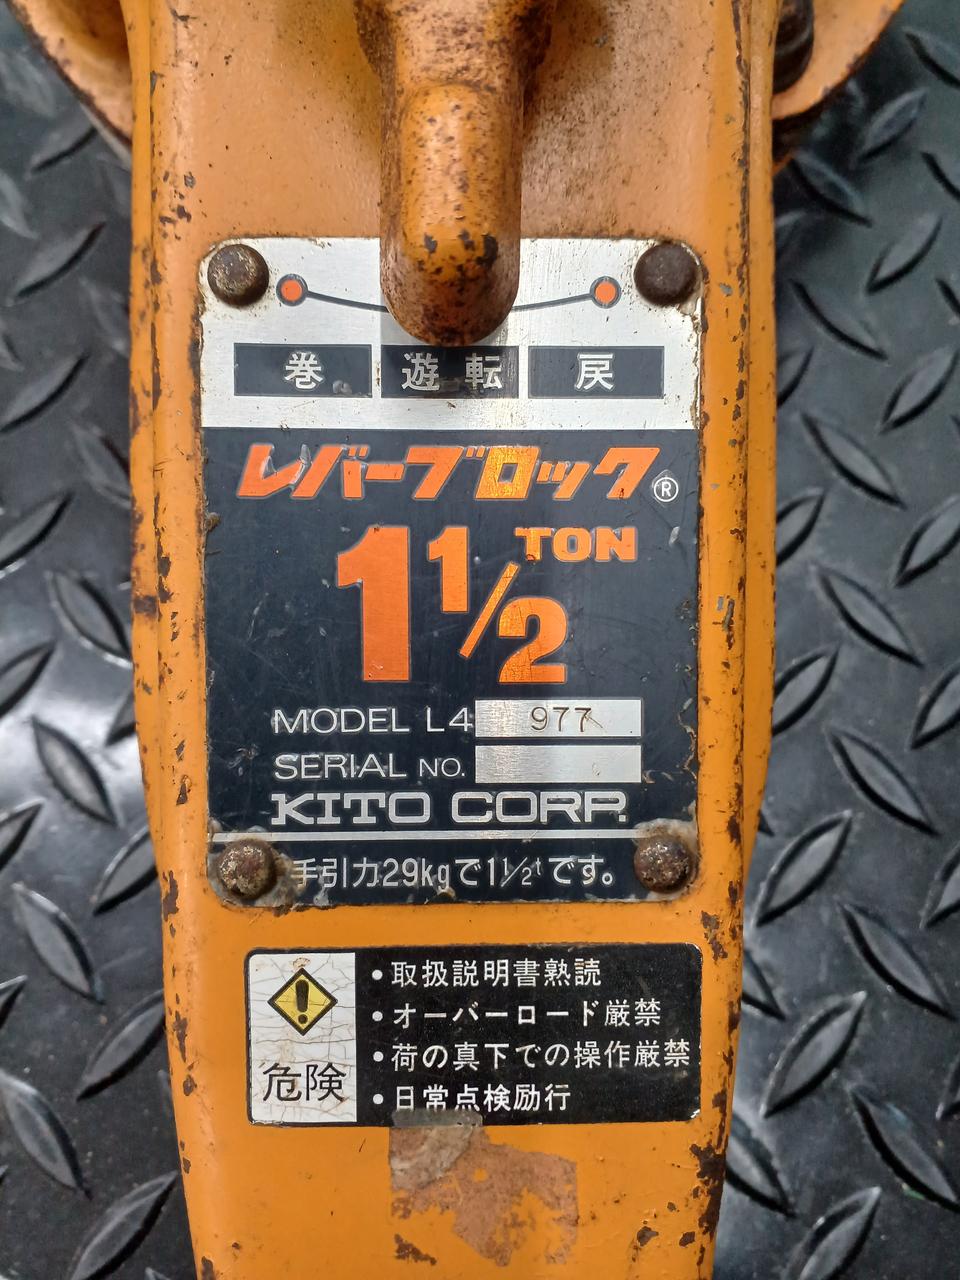 巻 遊転 戻
レバーブロック®
1 1/2 TON
MODEL L4 977
SERIAL NO.
KITO CORP.
手引力29kgで1 1/2ᵗです。
危険
•取扱説明書熟読
•オーバーロード厳禁
•荷の真下での操作厳禁
•日常点検励行